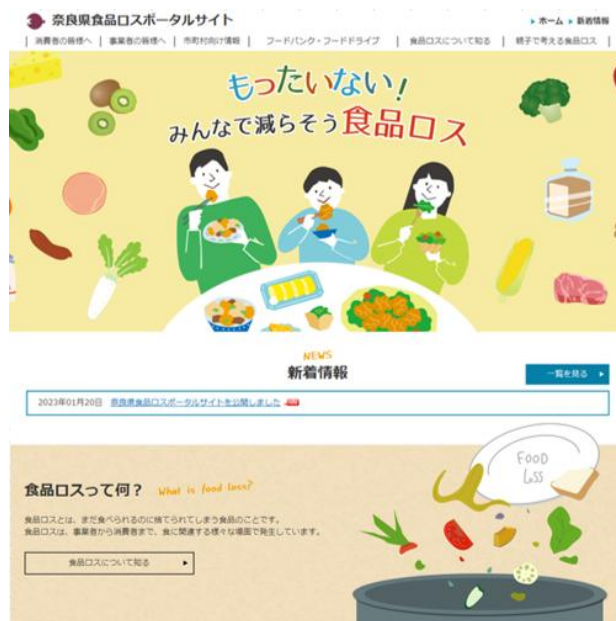 奈良県食品ロスポータルサイト
ホーム 新着情報
消費者の皆様へ | 事業者の皆様へ | 市町村向け情報 | フードバンク・フードドライブ | 食品ロスについて知る | 親子で考える食品ロス
もったいない!
みんなで減らそう食品ロス
NEWS
新着情報
一覧を見る
2023年01月20日 奈良県食品ロスポータルサイトを公開しました
FOOD
LoSS
食品ロスって何? What is food loss?
食品ロスとは、まだ食べられるのに捨てられてしまう食品のことです。
食品ロスは、事業者から消費者まで、食に関連する様々な場面で発生しています。
食品ロスについて知る